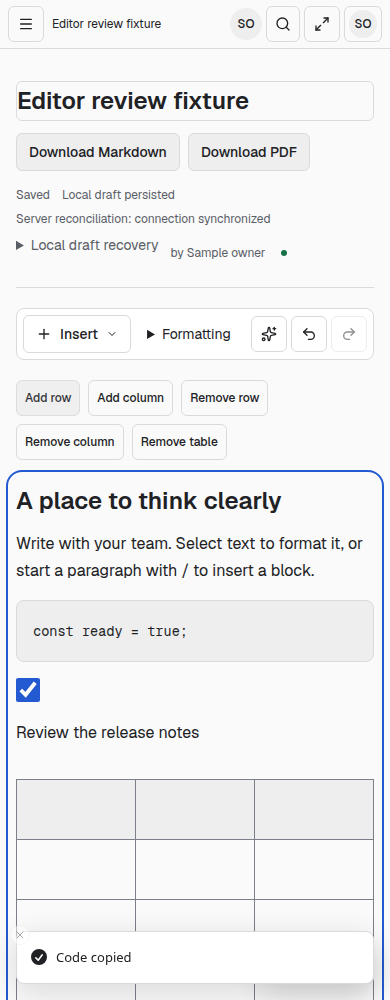 Editor review fixture
SO
SO
Editor review fixture
Download Markdown
Download PDF
Saved
Local draft persisted
Server reconciliation: connection synchronized
Local draft recovery
by Sample owner
Insert
Formatting
Add row
Add column
Remove row
Remove column
Remove table
A place to think clearly
Write with your team. Select text to format it, or
start a paragraph with / to insert a block.
const ready = true;
Review the release notes
Code copied